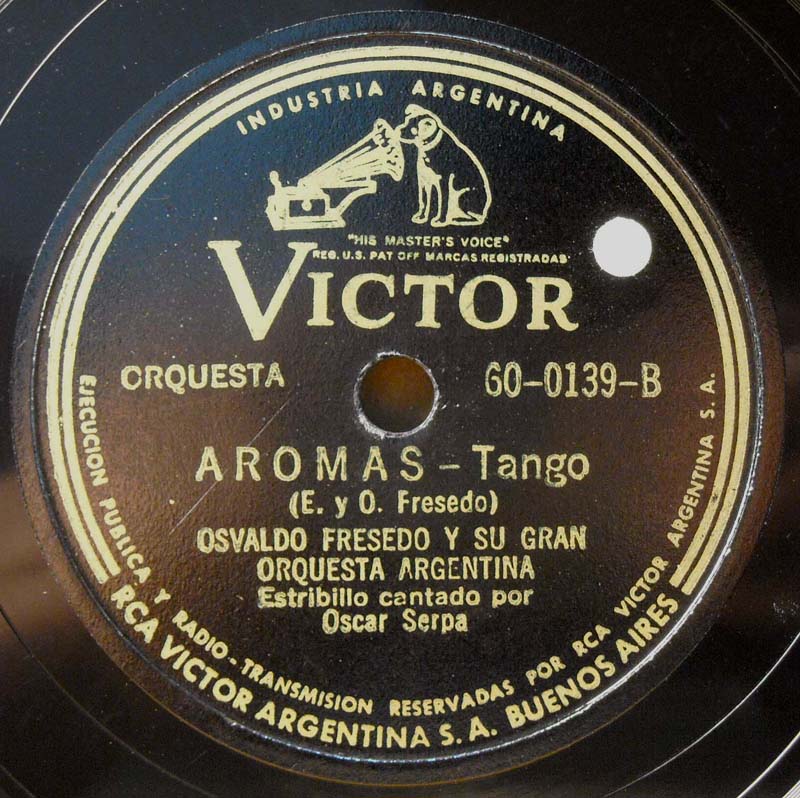 INDUSTRIA ARGENTINA
"HIS MASTER'S VOICE"
REG. U.S. PAT OFF MARCAS REGISTRADAS
VICTOR
ORQUESTA
60-0139-B
AROMAS - Tango
(E. y O. Fresedo)
OSVALDO FRESEDO Y SU GRAN
ORQUESTA ARGENTINA
Estribillo cantado por
Oscar Serpa
EJECUCION PUBLICA Y RADIO-TRANSMISION RESERVADAS POR RCA VICTOR ARGENTINA S.A.
RCA VICTOR ARGENTINA S.A. BUENOS AIRES